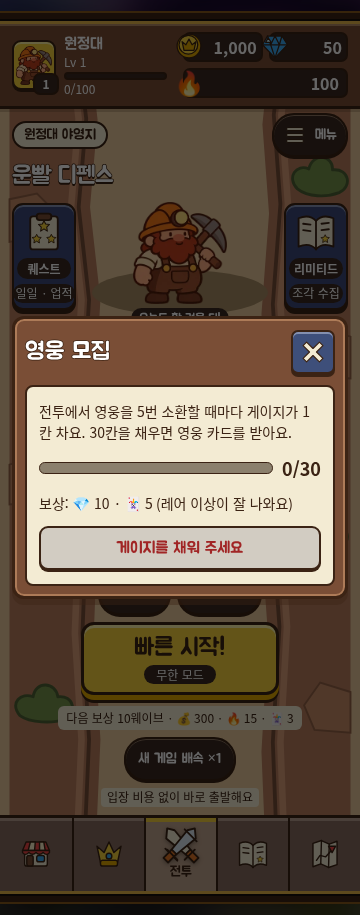 원정대
Lv 1
1
0/100
1,000
50
100
원정대 야영지
메뉴
운빨 디펜스
퀘스트
일일 · 업적
리미티드
조각 수집
영웅 모집
전투에서 영웅을 5번 소환할 때마다 게이지가 1
칸 차요. 30칸을 채우면 영웅 카드를 받아요.
0/30
보상: 💎 10 · 🃏 5 (레어 이상이 잘 나와요)
게이지를 채워 주세요
빠른 시작!
무한 모드
다음 보상 10웨이브 · 💰 300 · 🔥 15 · 🃏 3
새 게임 배속 ×1
입장 비용 없이 바로 출발해요
전투